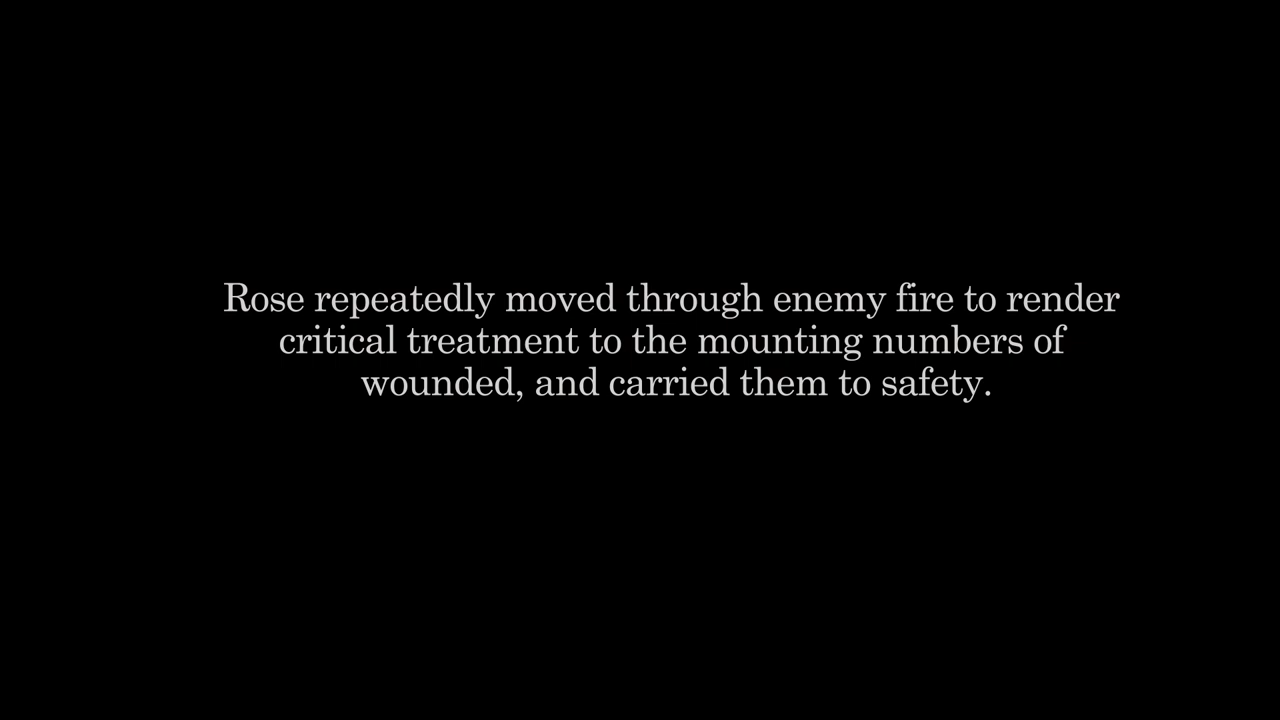 Rose repeatedly moved through enemy fire to render
critical treatment to the mounting numbers of
wounded, and carried them to safety.